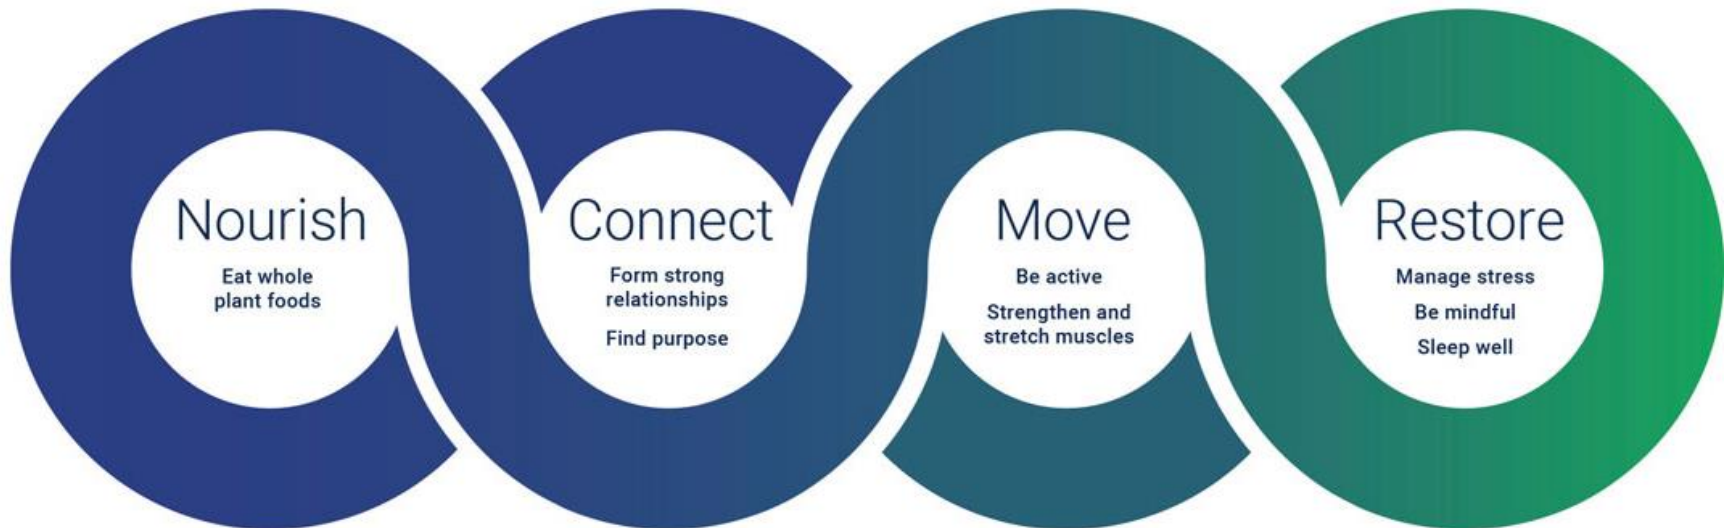 Nourish
Eat whole
plant foods
Connect
Form strong
relationships
Find purpose
Move
Be active
Strengthen and
stretch muscles
Restore
Manage stress
Be mindful
Sleep well